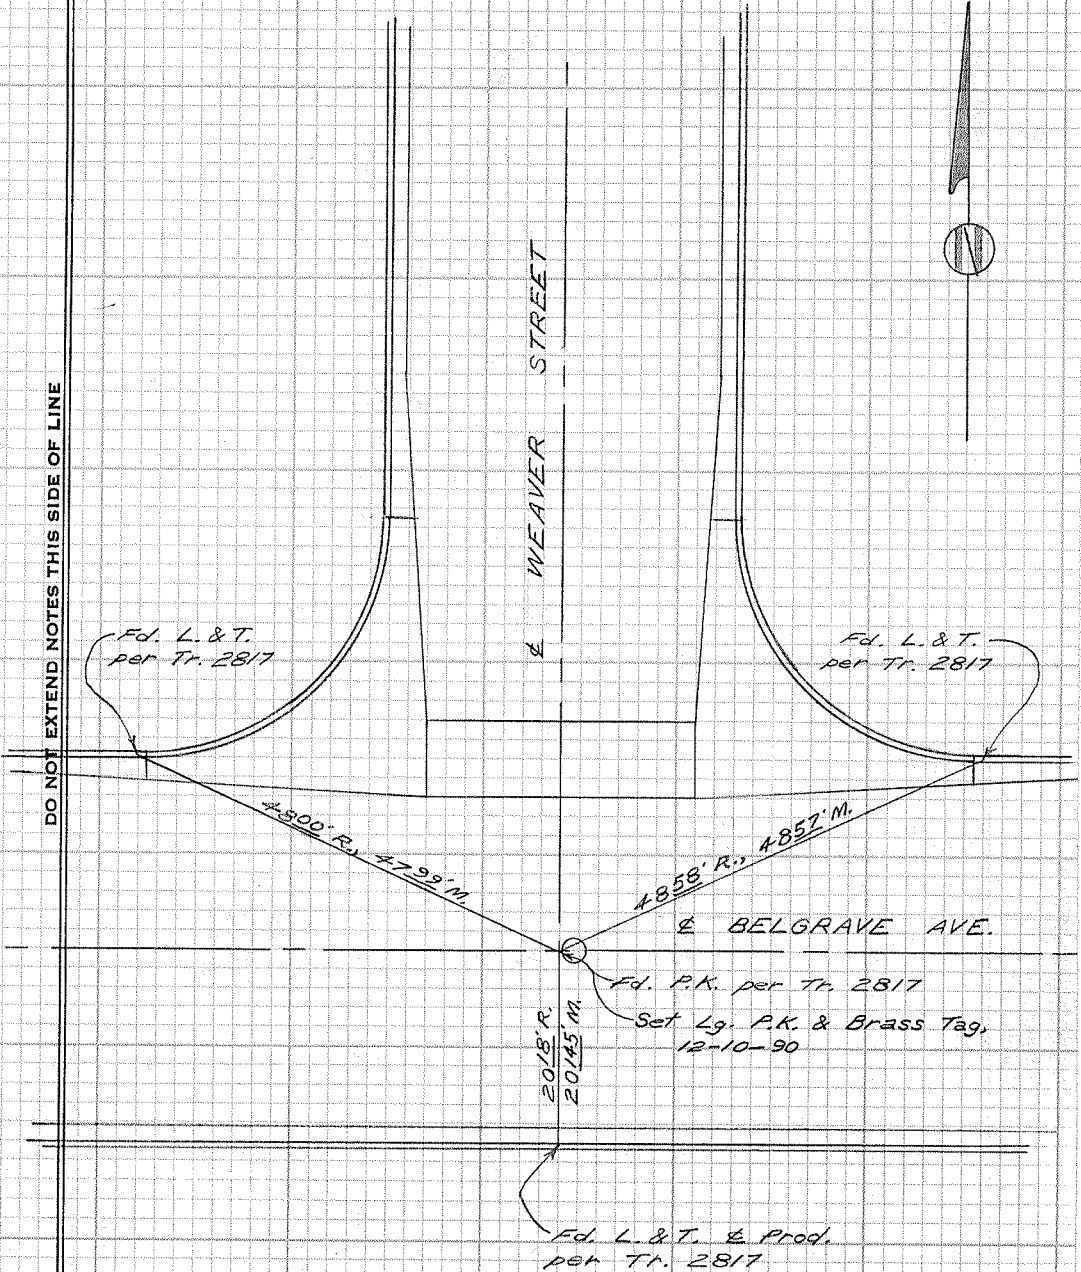 DO NOT EXTEND NOTES THIS SIDE OF LINE
℄ WEAVER STREET
Fd. L. & T.
per Tr. 2817
Fd. L. & T.
per Tr. 2817
4800' R., 4799' M.
4858' R., 4857' M.
℄ BELGRAVE AVE.
Fd. P.K. per Tr. 2817
Set Lg. P.K. & Brass Tag,
12-10-90
2018' R.
20145' M.
Fd. L. & T. ℄ Prod.
per Tr. 2817